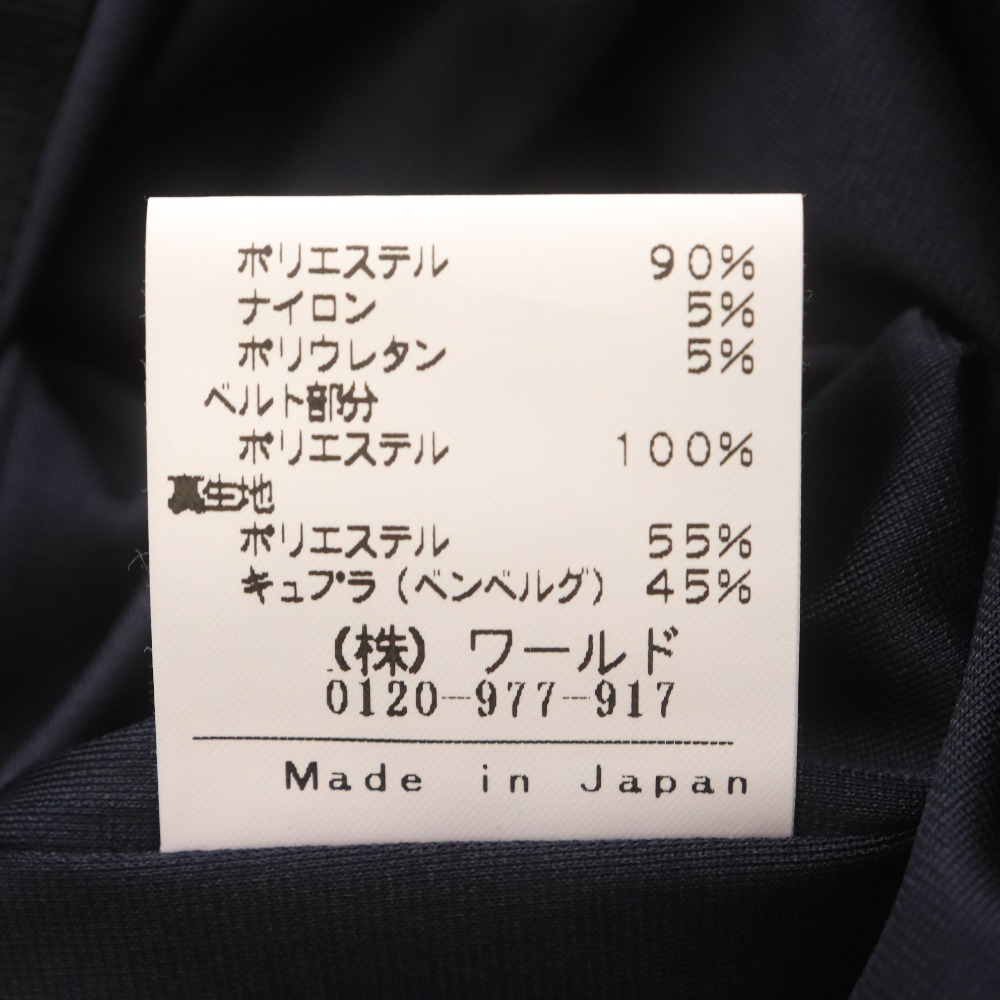 ポリエステル 90%
ナイロン 5%
ポリウレタン 5%
ベルト部分
ポリエステル 100%
裏生地
ポリエステル 55%
キュプラ(ベンベルグ) 45%
(株)ワールド
0120-977-917
Made in Japan